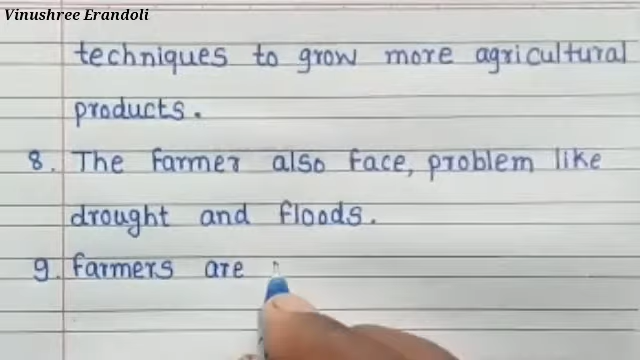 Vinushree Erandoli
techniques to grow more agricultural
products.
8. The farmer also face, problem like
drought and floods.
9. farmers are